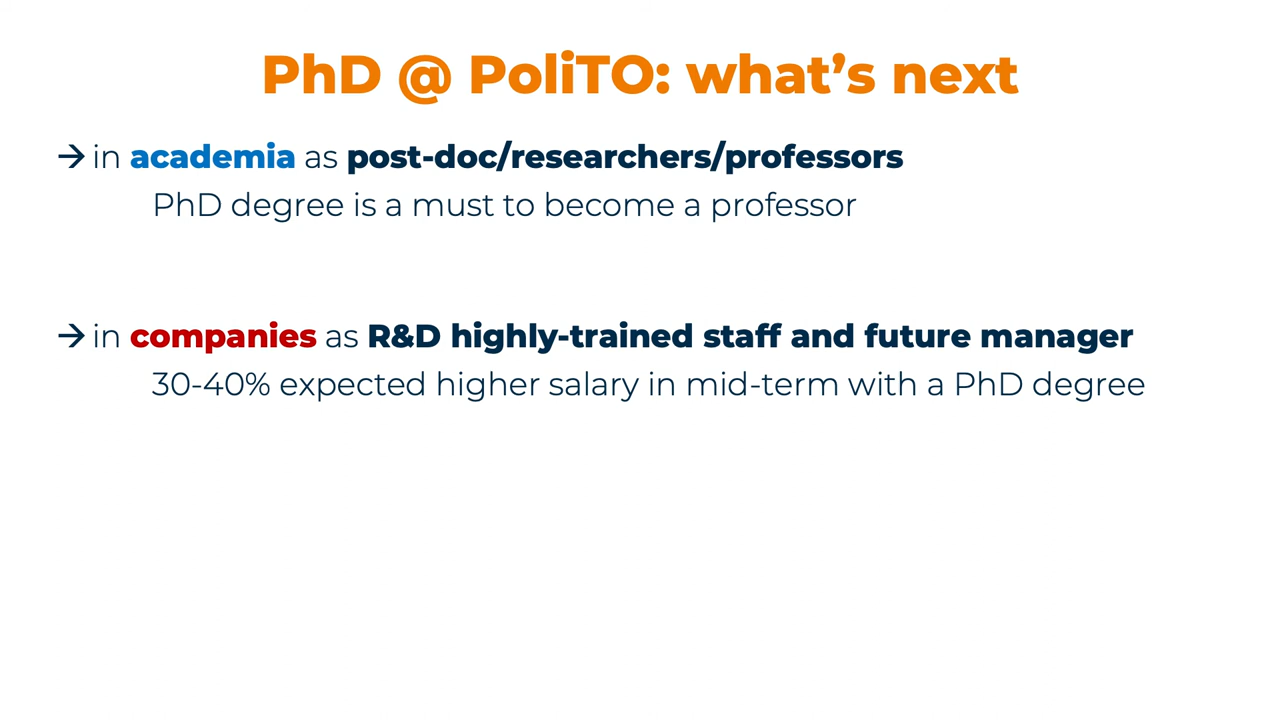 PhD @ PoliTO: what’s next
→ in academia as post-doc/researchers/professors
PhD degree is a must to become a professor
→ in companies as R&D highly-trained staff and future manager
30-40% expected higher salary in mid-term with a PhD degree